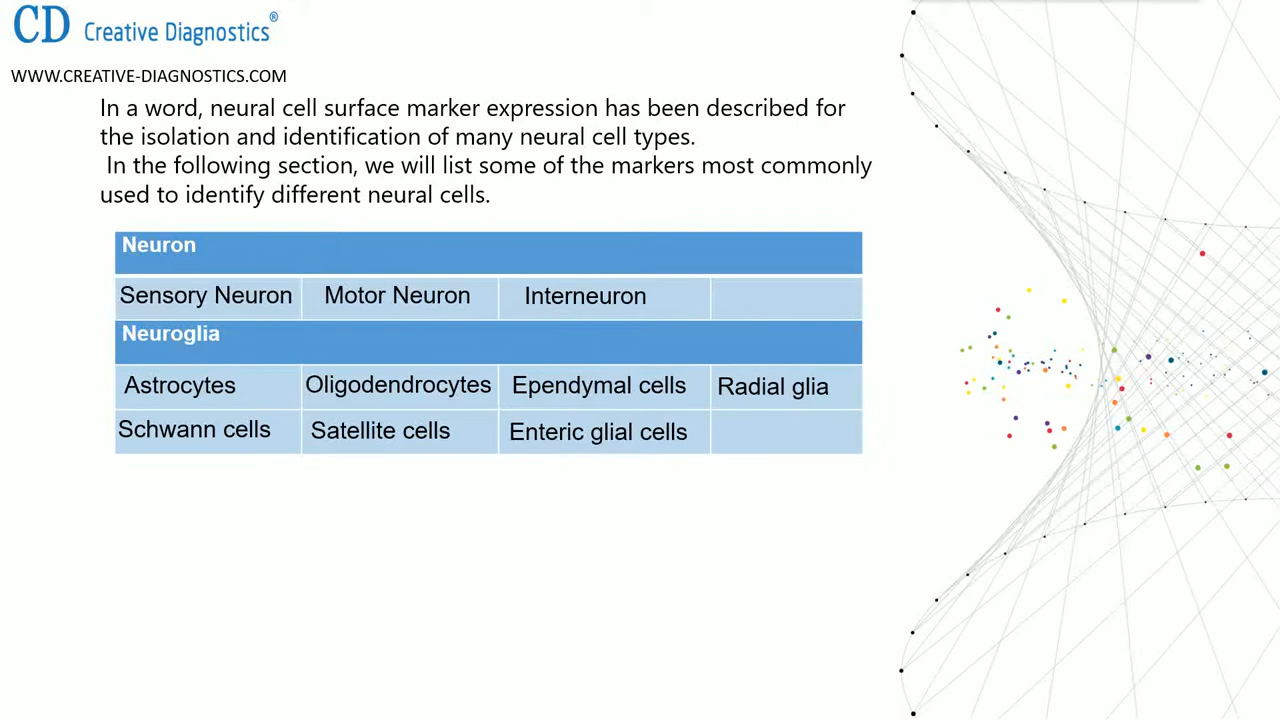 CD Creative Diagnostics®
WWW.CREATIVE-DIAGNOSTICS.COM
In a word, neural cell surface marker expression has been described for
the isolation and identification of many neural cell types.
In the following section, we will list some of the markers most commonly
used to identify different neural cells.
Neuron
Sensory Neuron Motor Neuron Interneuron
Neuroglia
Astrocytes Oligodendrocytes Ependymal cells Radial glia
Schwann cells Satellite cells Enteric glial cells